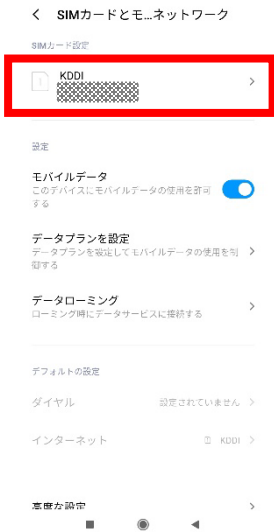 SIMカードとモ...ネットワーク
SIMカード設定
1
KDDI
設定
モバイルデータ
このデバイスにモバイルデータの使用を許可
する
データプランを設定
データプランを設定してモバイルデータの使用を制
御する
データローミング
ローミング時にデータサービスに接続する
デフォルトの設定
ダイヤル 設定されていません
インターネット KDDI
高度な設定